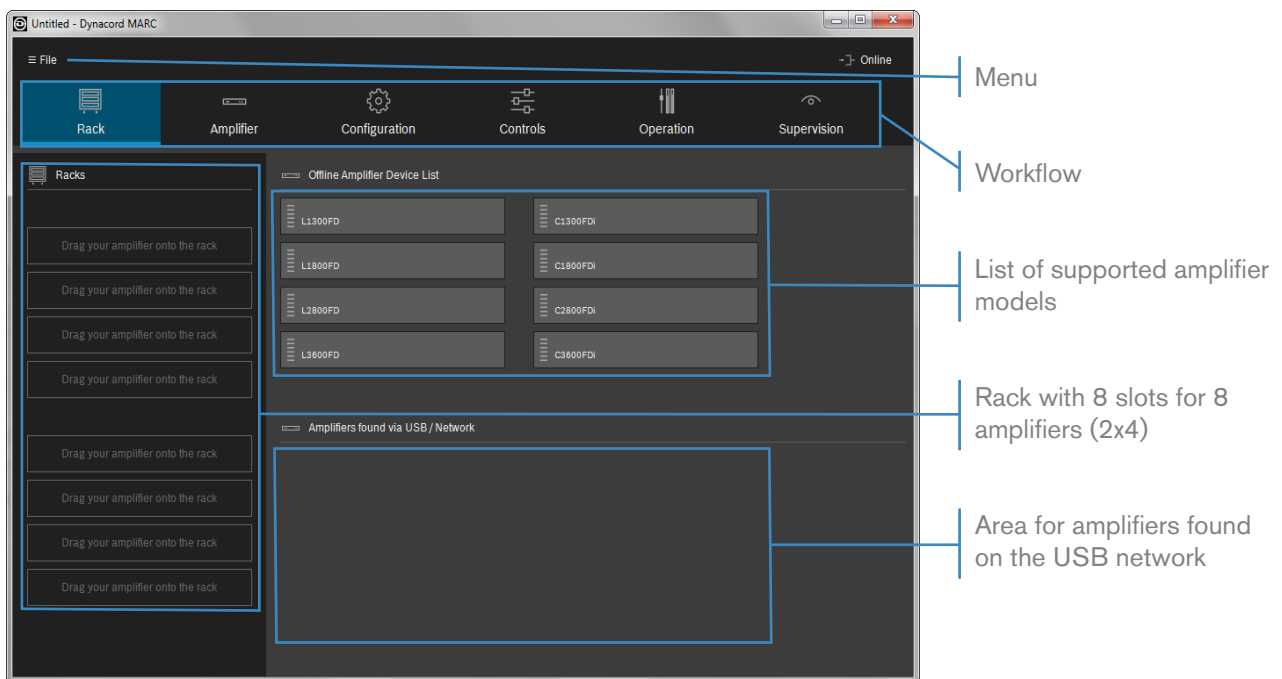 Untitled - Dynacord MARC
≡ File
Online
Menu
Rack
Amplifier
Configuration
Controls
Operation
Supervision
Workflow
Racks
Offline Amplifier Device List
L1300FD
C1300FDi
Drag your amplifier onto the rack
L1800FD
C1800FDi
List of supported amplifier
models
Drag your amplifier onto the rack
L2800FD
C2800FDi
Drag your amplifier onto the rack
L3600FD
C3600FDi
Drag your amplifier onto the rack
Rack with 8 slots for 8
amplifiers (2x4)
Amplifiers found via USB / Network
Drag your amplifier onto the rack
Drag your amplifier onto the rack
Area for amplifiers found
on the USB network
Drag your amplifier onto the rack
Drag your amplifier onto the rack